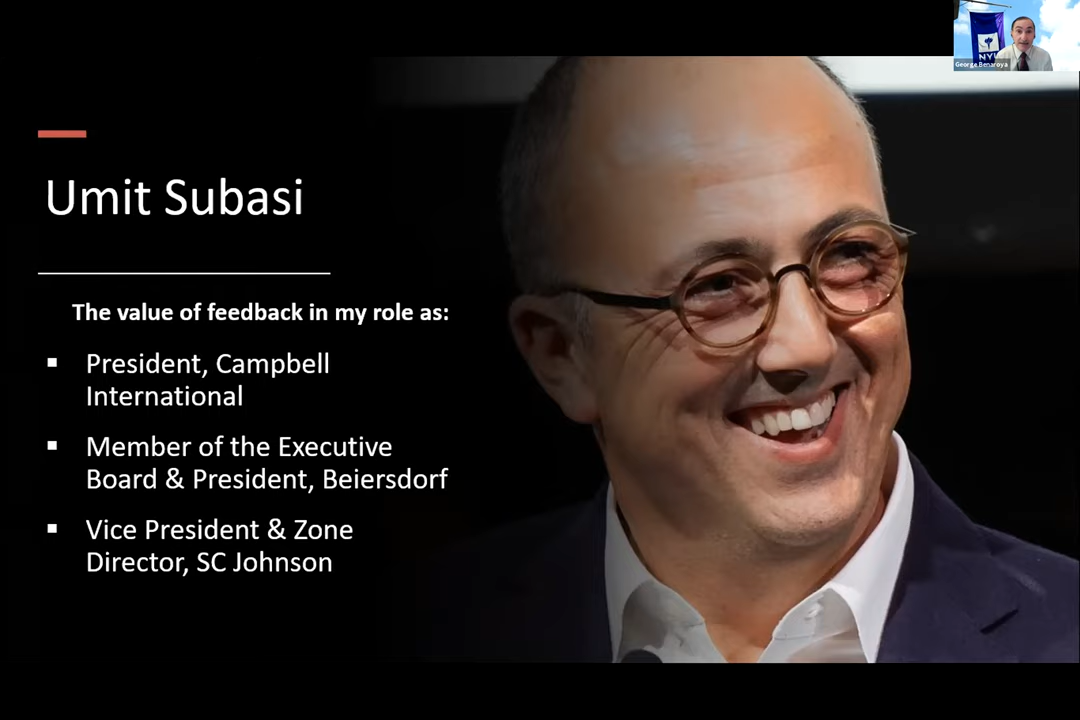 NYU
George Benaroya
Umit Subasi
The value of feedback in my role as:
▪ President, Campbell
International
▪ Member of the Executive
Board & President, Beiersdorf
▪ Vice President & Zone
Director, SC Johnson